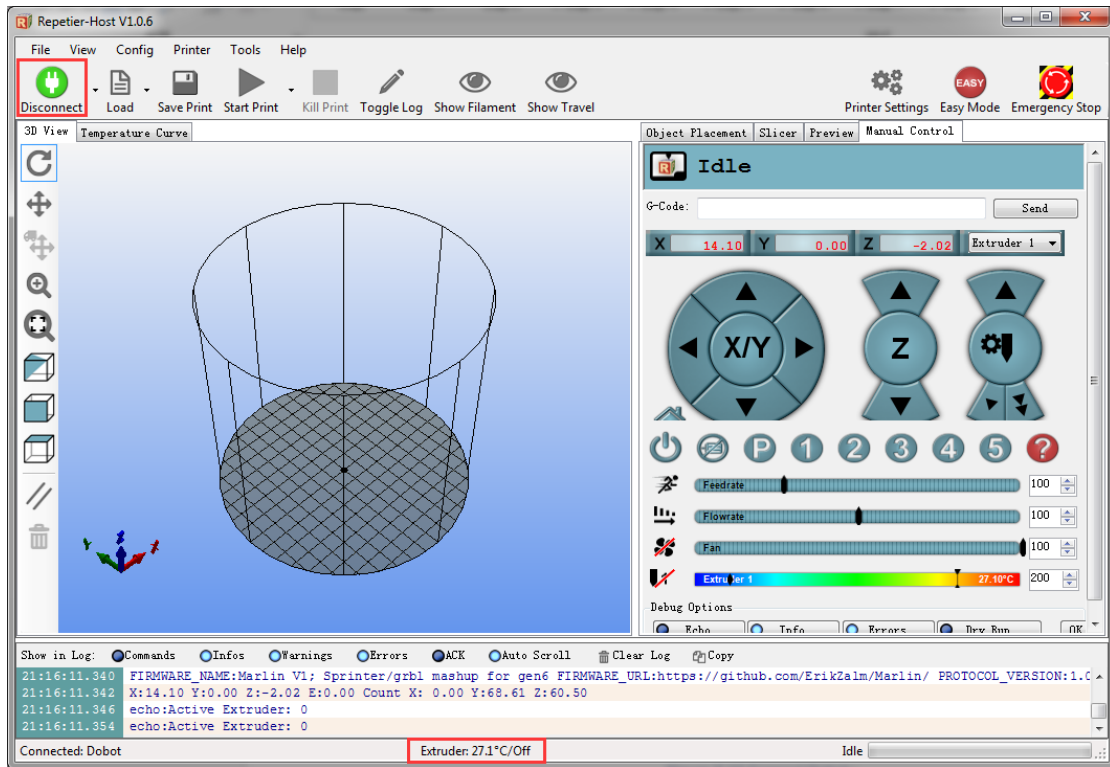 Repetier-Host V1.0.6
File View Config Printer Tools Help
Disconnect Load Save Print Start Print Kill Print Toggle Log Show Filament Show Travel Printer Settings Easy Mode Emergency Stop
EASY
3D View Temperature Curve
Object Placement Slicer Preview Manual Control
Idle
G-Code: Send
X 14.10 Y 0.00 Z -2.02 Extruder 1
X/Y Z
P 1 2 3 4 5 ?
Feedrate 100
Flowrate 100
Fan 100
1 Extruder 1 27.10°C 200
Debug Options
Echo Info Errors Dry Run OK
Y Z X
Show in Log: Commands Infos Warnings Errors ACK Auto Scroll Clear Log Copy
21:16:11.340 FIRMWARE_NAME:Marlin V1; Sprinter/grbl mashup for gen6 FIRMWARE_URL:https://github.com/ErikZalm/Marlin/ PROTOCOL_VERSION:1.0
21:16:11.342 X:14.10 Y:0.00 Z:-2.02 E:0.00 Count X: 0.00 Y:68.61 Z:60.50
21:16:11.346 echo:Active Extruder: 0
21:16:11.354 echo:Active Extruder: 0
Connected: Dobot Extruder: 27.1°C/Off Idle